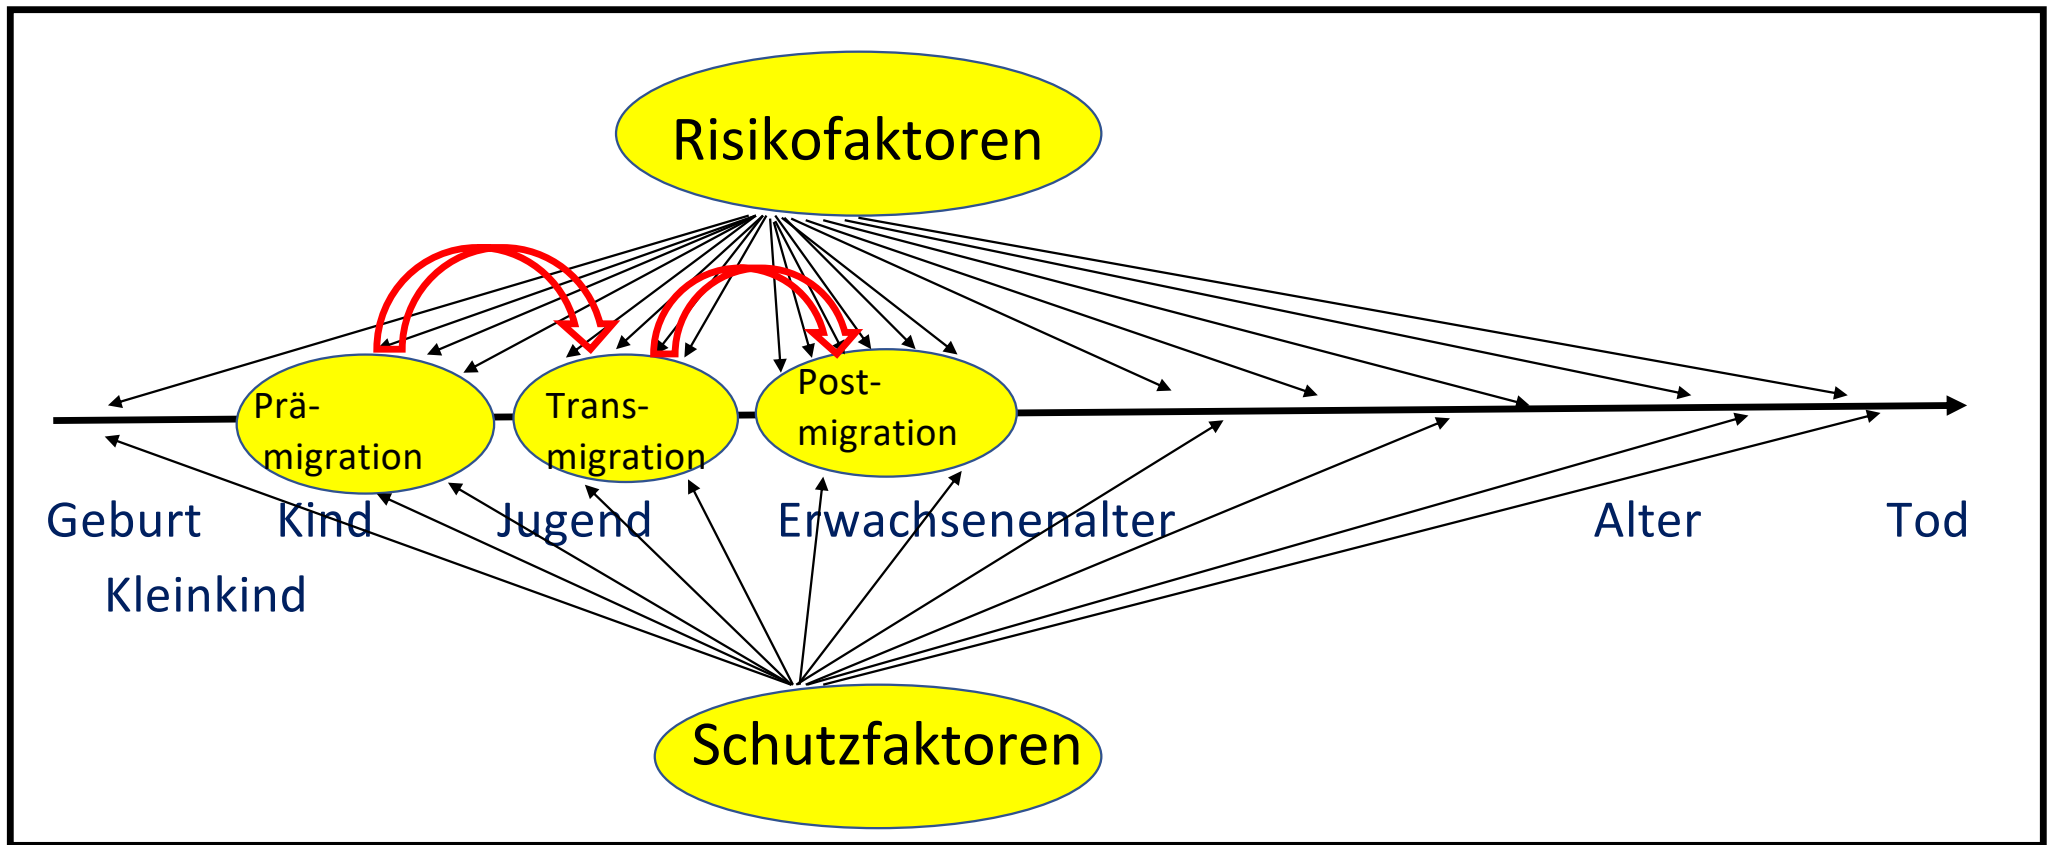 Risikofaktoren
Prä-
migration
Trans-
migration
Post-
migration
Geburt Kind Jugend Erwachsenenalter Alter Tod
Kleinkind
Schutzfaktoren